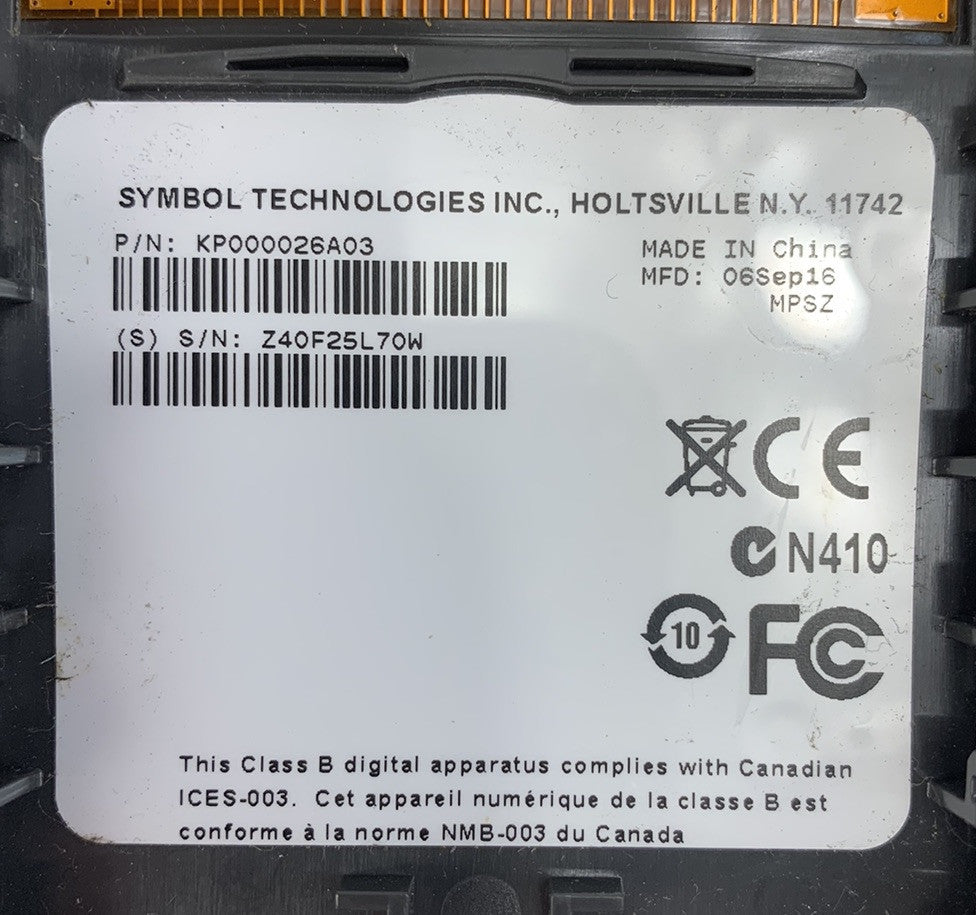 SYMBOL TECHNOLOGIES INC., HOLTSVILLE N.Y. 11742
P/N: KP000026A03
MADE IN China
MFD: 06Sep16
MPSZ
(S) S/N: Z40F25L70W
CE
N410
10
FC
This Class B digital apparatus complies with Canadian
ICES-003. Cet appareil numérique de la classe B est
conforme à la norme NMB-003 du Canada